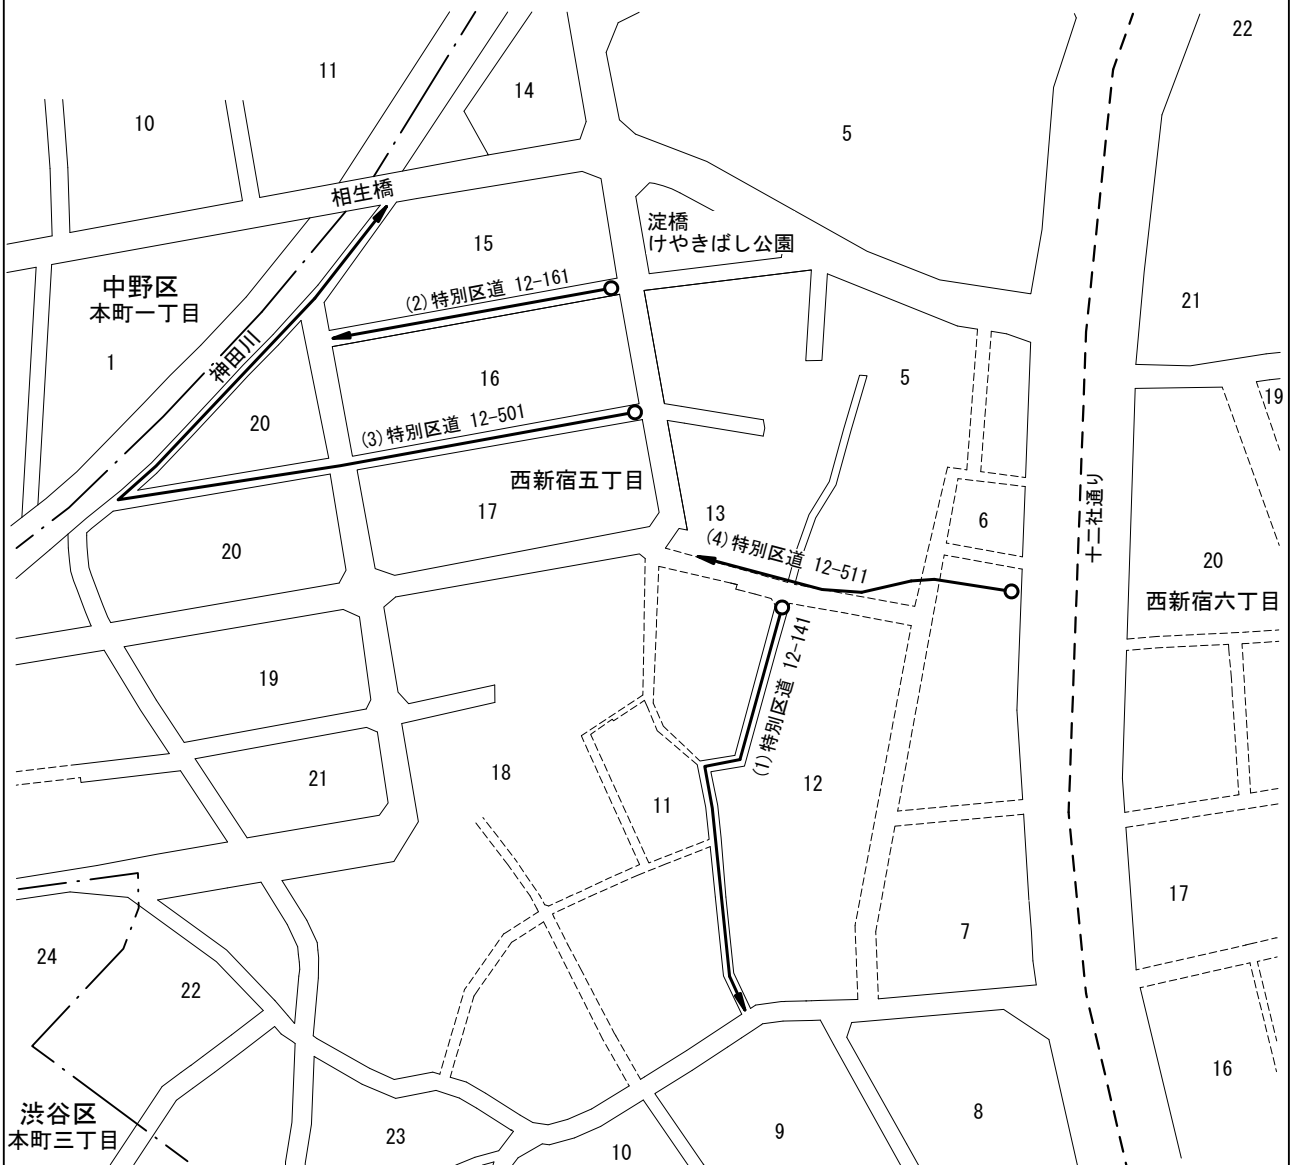 22
11
14
10
5
相生橋
淀橋
けやきばし公園
15
中野区
本町一丁目
(2)特別区道 12-161
21
神田川
1
16
5
19
20
(3)特別区道 12-501
西新宿五丁目
十二社通り
17
13
6
(4)特別区道 12-511
20
20
西新宿六丁目
(1)特別区道 12-141
19
21
18
11
12
17
7
24
22
16
渋谷区
本町三丁目
23
10
9
8